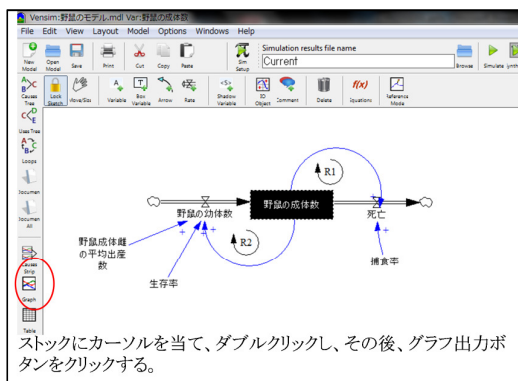 Vensim:野鼠のモデル.mdl Var:野鼠の成体数
File Edit View Layout Model Options Windows Help
New Model
Open Model
Save
Print
Cut
Copy
Paste
Sim Setup
Simulation results file name
Current
Browse
Simulate
Synth
Causes Tree
Lock Sketch
Move/Size
Variable
Box Variable
Arrow
Rate
Shadow Variable
IO Object
Comment
Delete
Equations
Reference Mode
Uses Tree
Loops
Documen
Documen All
Causes Strip
Graph
Table
R1
野鼠の幼体数
野鼠の成体数
死亡
野鼠成体雌
の平均出産
数
R2
生存率
捕食率
ストックにカーソルを当て、ダブルクリックし、その後、グラフ出力ボ
タンをクリックする。